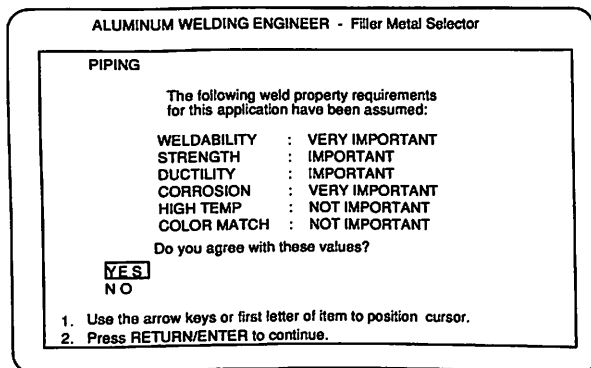 ALUMINUM WELDING ENGINEER - Filler Metal Selector
PIPING
The following weld property requirements
for this application have been assumed:
WELDABILITY : VERY IMPORTANT
STRENGTH : IMPORTANT
DUCTILITY : IMPORTANT
CORROSION : VERY IMPORTANT
HIGH TEMP : NOT IMPORTANT
COLOR MATCH : NOT IMPORTANT
Do you agree with these values?
YES
NO
1. Use the arrow keys or first letter of item to position cursor.
2. Press RETURN/ENTER to continue.